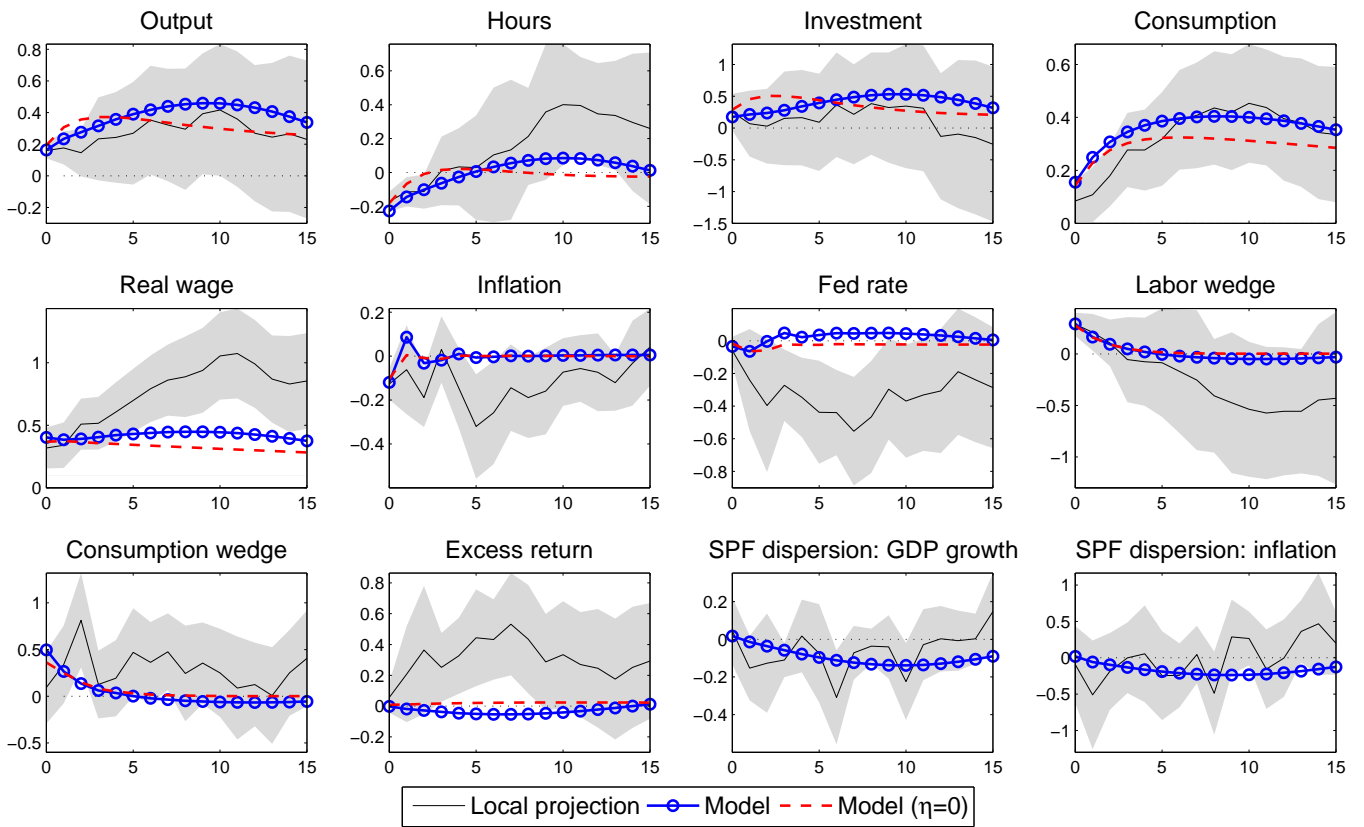 Output
Hours
Investment
Consumption
0.8
0.6
0.4
0.2
0
−0.2
0 5 10 15
0.6
0.4
0.2
0
−0.2
0 5 10 15
1
0.5
0
−0.5
−1
−1.5
0 5 10 15
0.6
0.4
0.2
0
0 5 10 15
Real wage
Inflation
Fed rate
Labor wedge
1
0.5
0
0 5 10 15
0.2
0
−0.2
−0.4
0 5 10 15
0.2
0
−0.2
−0.4
−0.6
−0.8
0 5 10 15
0.5
0
−0.5
−1
0 5 10 15
Consumption wedge
Excess return
SPF dispersion: GDP growth
SPF dispersion: inflation
1
0.5
0
−0.5
0 5 10 15
0.8
0.6
0.4
0.2
0
−0.2
0 5 10 15
0.2
0
−0.2
−0.4
0 5 10 15
1
0.5
0
−0.5
−1
0 5 10 15
Local projection
Model
Model (η=0)